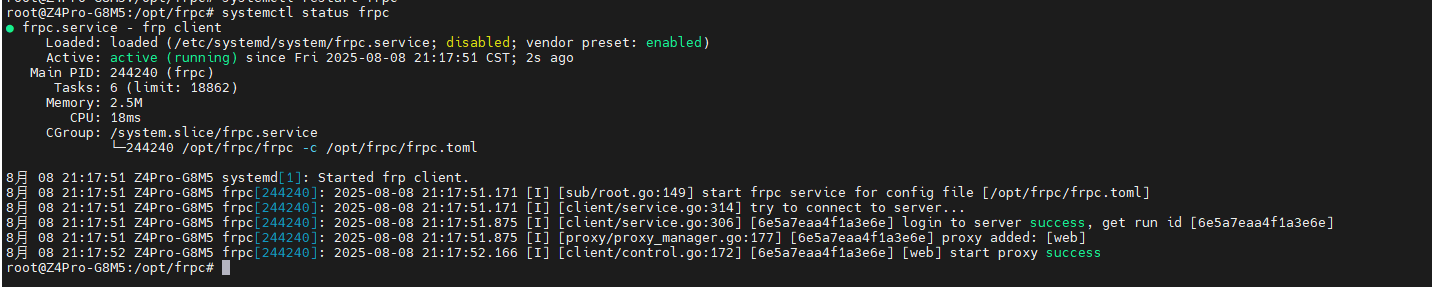 root@Z4Pro-G8M5:/opt/frpc# systemctl restart frpc
root@Z4Pro-G8M5:/opt/frpc# systemctl status frpc
● frpc.service - frp client
Loaded: loaded (/etc/systemd/system/frpc.service; disabled; vendor preset: enabled)
Active: active (running) since Fri 2025-08-08 21:17:51 CST; 2s ago
Main PID: 244240 (frpc)
Tasks: 6 (limit: 18862)
Memory: 2.5M
CPU: 18ms
CGroup: /system.slice/frpc.service
└─244240 /opt/frpc/frpc -c /opt/frpc/frpc.toml
8月 08 21:17:51 Z4Pro-G8M5 systemd[1]: Started frp client.
8月 08 21:17:51 Z4Pro-G8M5 frpc[244240]: 2025-08-08 21:17:51.171 [I] [sub/root.go:149] start frpc service for config file [/opt/frpc/frpc.toml]
8月 08 21:17:51 Z4Pro-G8M5 frpc[244240]: 2025-08-08 21:17:51.171 [I] [client/service.go:314] try to connect to server...
8月 08 21:17:51 Z4Pro-G8M5 frpc[244240]: 2025-08-08 21:17:51.875 [I] [client/service.go:306] [6e5a7eaa4f1a3e6e] login to server success, get run id [6e5a7eaa4f1a3e6e]
8月 08 21:17:51 Z4Pro-G8M5 frpc[244240]: 2025-08-08 21:17:51.875 [I] [proxy/proxy_manager.go:177] [6e5a7eaa4f1a3e6e] proxy added: [web]
8月 08 21:17:52 Z4Pro-G8M5 frpc[244240]: 2025-08-08 21:17:52.166 [I] [client/control.go:172] [6e5a7eaa4f1a3e6e] [web] start proxy success
root@Z4Pro-G8M5:/opt/frpc#